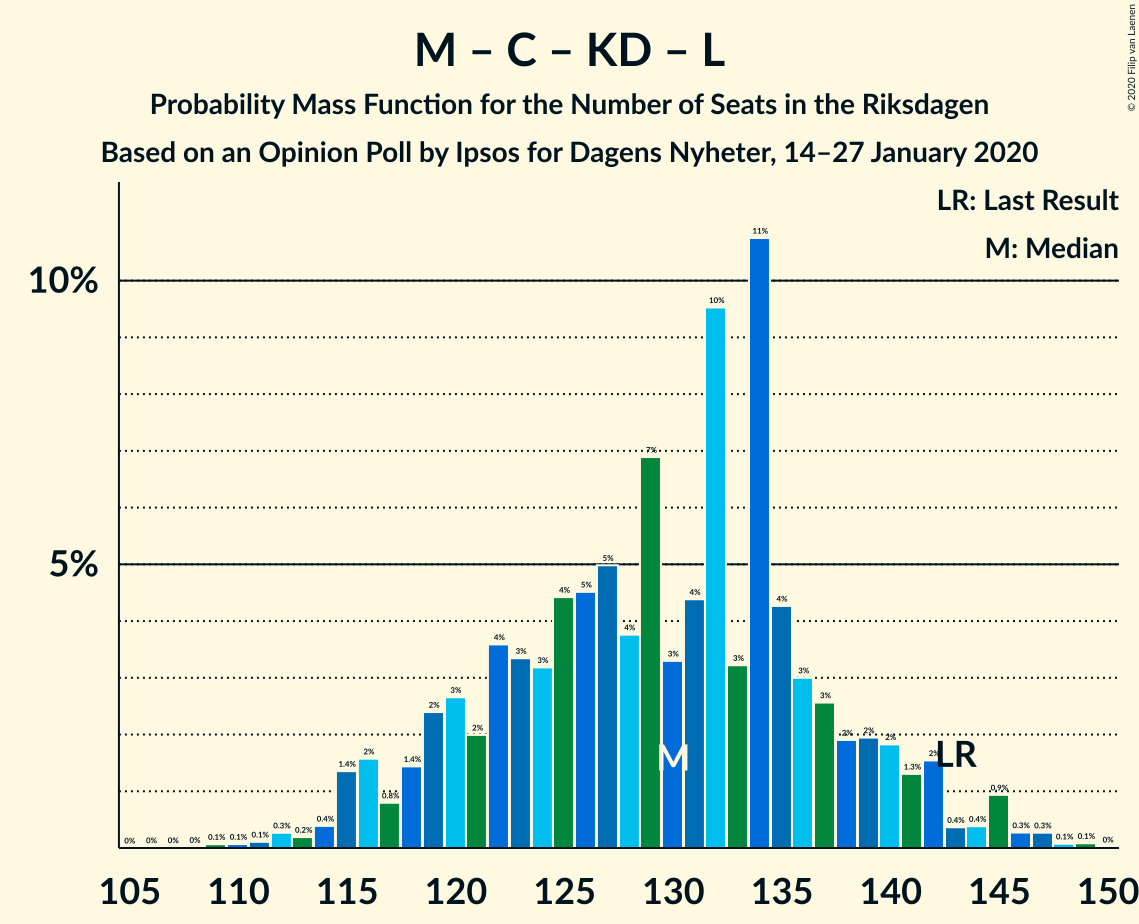 M – C – KD – L
Probability Mass Function for the Number of Seats in the Riksdagen
Based on an Opinion Poll by Ipsos for Dagens Nyheter, 14–27 January 2020
© 2020 Filip van Laenen
LR: Last Result
M: Median
10%
5%
0% 0% 0% 0% 0.1% 0.1% 0.1% 0.3% 0.2% 0.4% 1.4% 2% 0.8% 1.4% 2% 3% 2% 4% 3% 3% 4% 5% 5% 4% 7% 3% 4% 10% 3% 11% 4% 3% 3% 2% 2% 2% 1.3% 2% 0.4% 0.4% 0.9% 0.3% 0.3% 0.1% 0.1% 0%
M LR
105 110 115 120 125 130 135 140 145 150